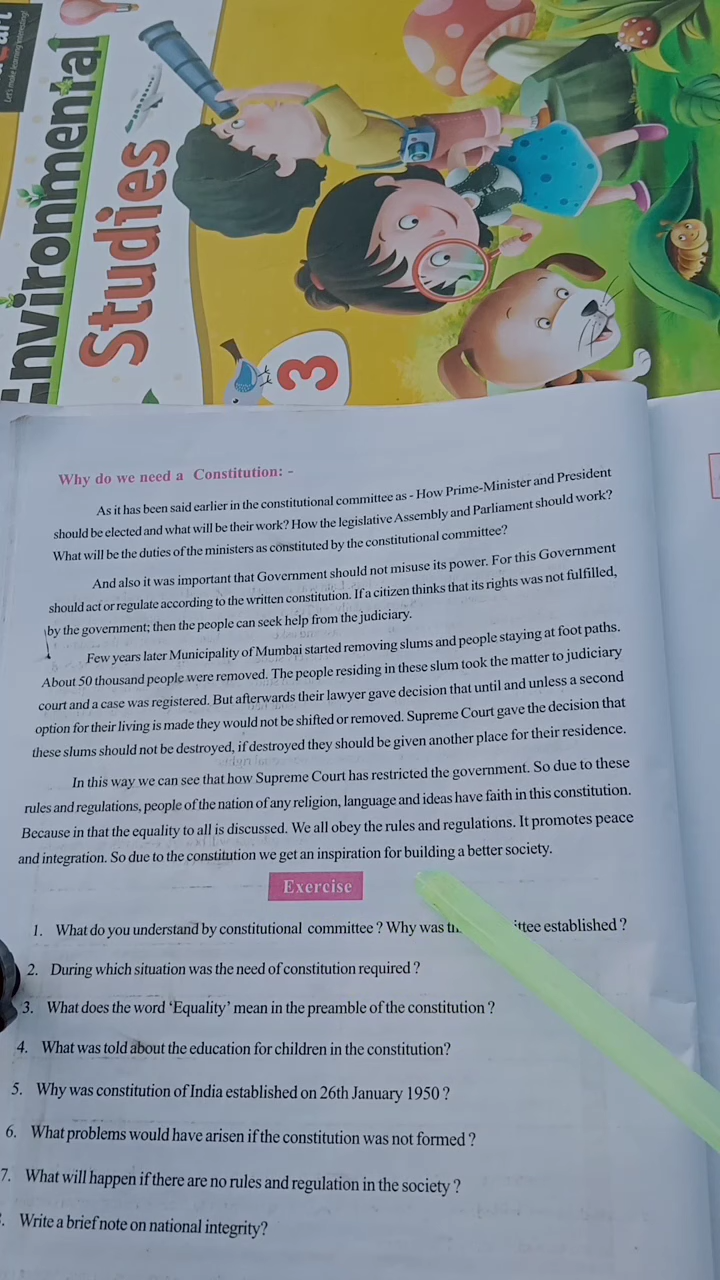 Let's make learning interesting!
Environmental
Studies
3
Why do we need a Constitution: -
As it has been said earlier in the constitutional committee as - How Prime-Minister and President
should be elected and what will be their work? How the legislative Assembly and Parliament should work?
What will be the duties of the ministers as constituted by the constitutional committee?
And also it was important that Government should not misuse its power. For this Government
should act or regulate according to the written constitution. If a citizen thinks that its rights was not fulfilled,
by the government; then the people can seek help from the judiciary.
Few years later Municipality of Mumbai started removing slums and people staying at foot paths.
About 50 thousand people were removed. The people residing in these slum took the matter to judiciary
court and a case was registered. But afterwards their lawyer gave decision that until and unless a second
option for their living is made they would not be shifted or removed. Supreme Court gave the decision that
these slums should not be destroyed, if destroyed they should be given another place for their residence.
In this way we can see that how Supreme Court has restricted the government. So due to these
rules and regulations, people of the nation of any religion, language and ideas have faith in this constitution.
Because in that the equality to all is discussed. We all obey the rules and regulations. It promotes peace
and integration. So due to the constitution we get an inspiration for building a better society.
Exercise
1. What do you understand by constitutional committee ? Why was established ?
2. During which situation was the need of constitution required ?
3. What does the word ‘Equality’ mean in the preamble of the constitution ?
4. What was told about the education for children in the constitution?
5. Why was constitution of India established on 26th January 1950 ?
6. What problems would have arisen if the constitution was not formed ?
7. What will happen if there are no rules and regulation in the society ?
. Write a brief note on national integrity?